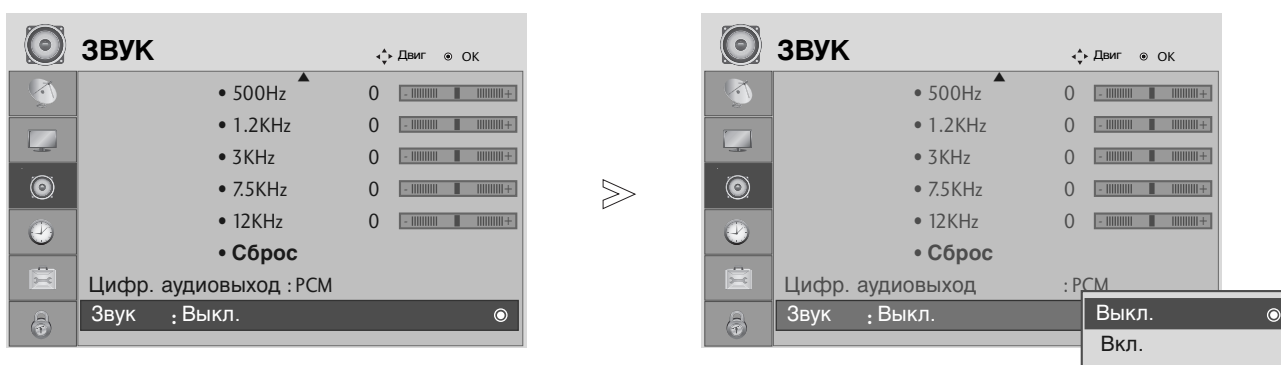 ЗВУК
Двиг ОК
• 500Hz 0 - +
• 1.2KHz 0 - +
• 3KHz 0 - +
• 7.5KHz 0 - +
• 12KHz 0 - +
• Сброс
Цифр. аудиовыход : PCM
Звук : Выкл.
>
ЗВУК
Двиг ОК
• 500Hz 0 - +
• 1.2KHz 0 - +
• 3KHz 0 - +
• 7.5KHz 0 - +
• 12KHz 0 - +
• Сброс
Цифр. аудиовыход : PCM
Звук : Выкл.
Выкл.
Вкл.